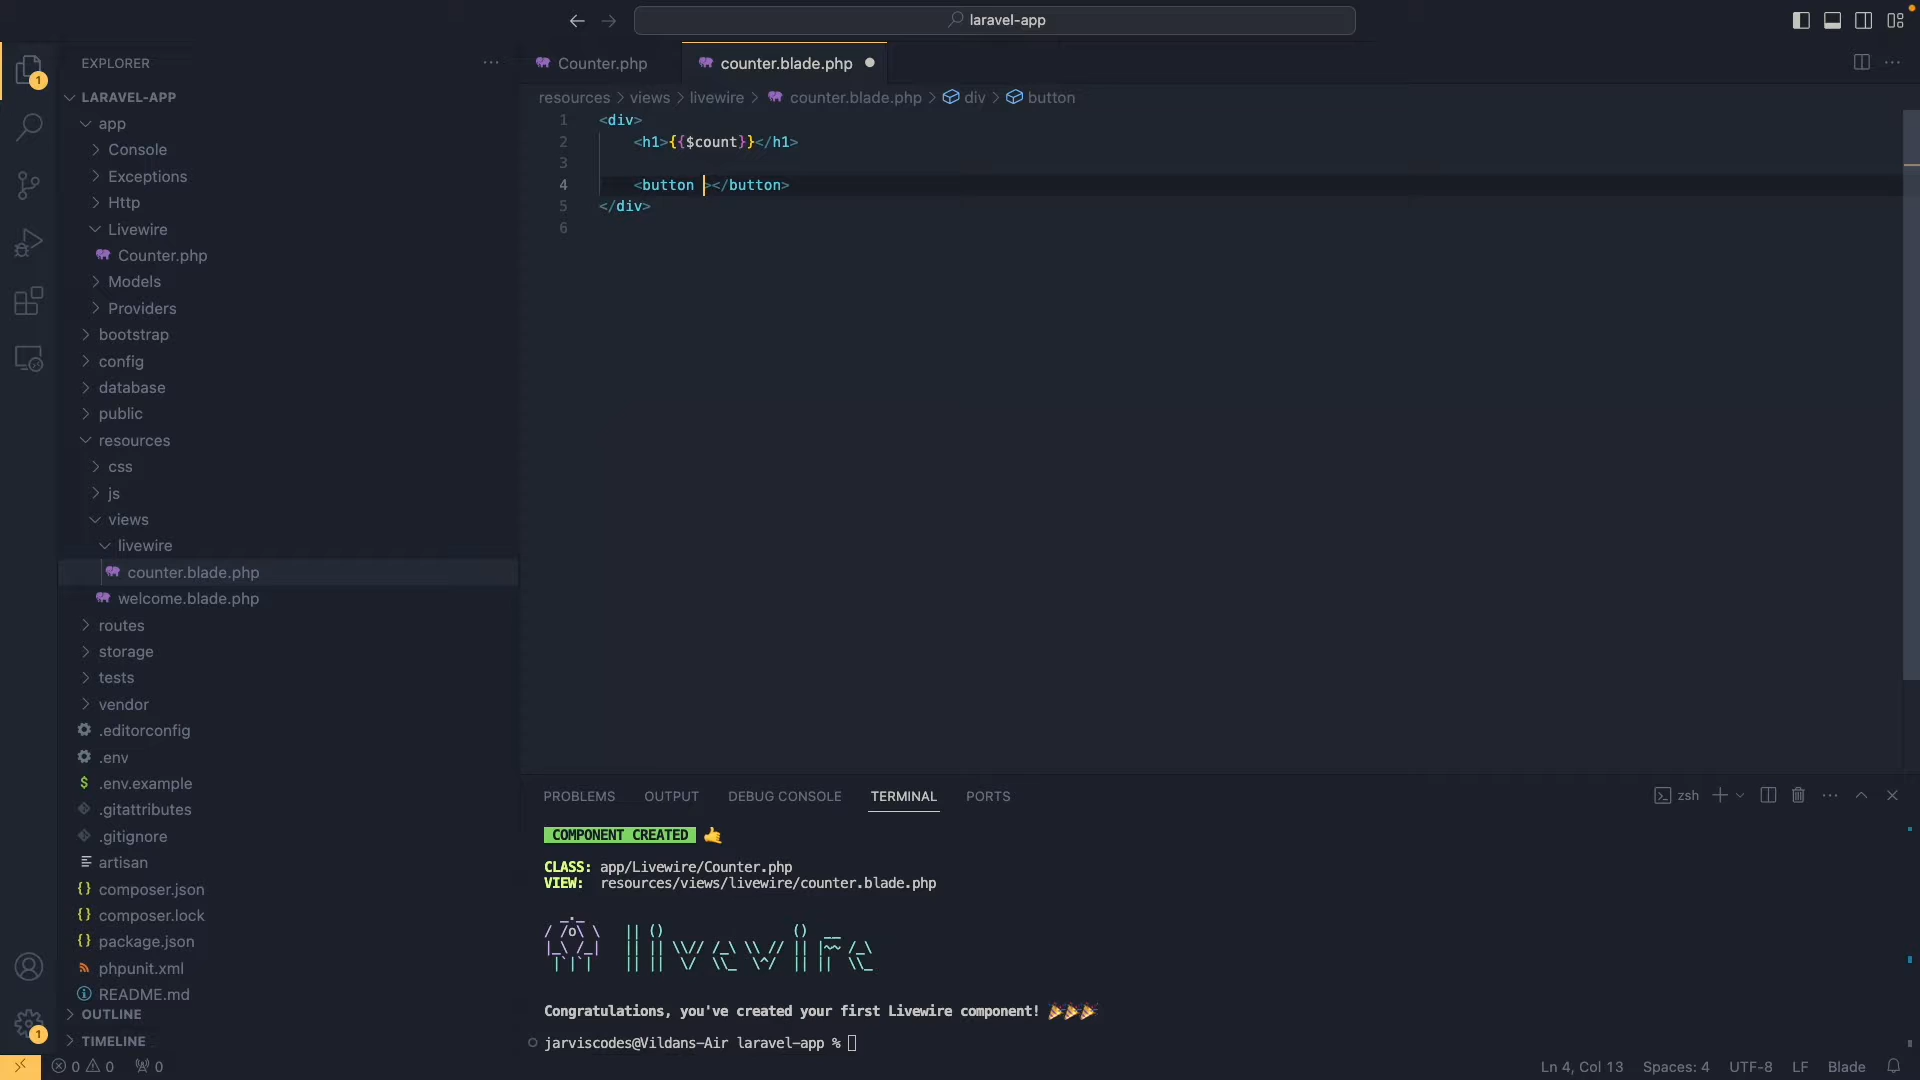 laravel-app
EXPLORER
LARAVEL-APP
app
Console
Exceptions
Http
Livewire
Counter.php
Models
Providers
bootstrap
config
database
public
resources
css
js
views
livewire
counter.blade.php
welcome.blade.php
routes
storage
tests
vendor
.editorconfig
.env
.env.example
.gitattributes
.gitignore
artisan
composer.json
composer.lock
package.json
phpunit.xml
README.md
OUTLINE
TIMELINE
1
1
Counter.php
counter.blade.php
resources > views > livewire > counter.blade.php > div > button
1 <div>
2 <h1>{{$count}}</h1>
3
4 <button ></button>
5 </div>
6
PROBLEMS OUTPUT DEBUG CONSOLE TERMINAL PORTS
zsh
COMPONENT CREATED 🤙
CLASS: app/Livewire/Counter.php
VIEW: resources/views/livewire/counter.blade.php
Congratulations, you've created your first Livewire component! 🎉🎉🎉
jarviscodes@Vildans-Air laravel-app %
0 0 0
Ln 4, Col 13 Spaces: 4 UTF-8 LF Blade